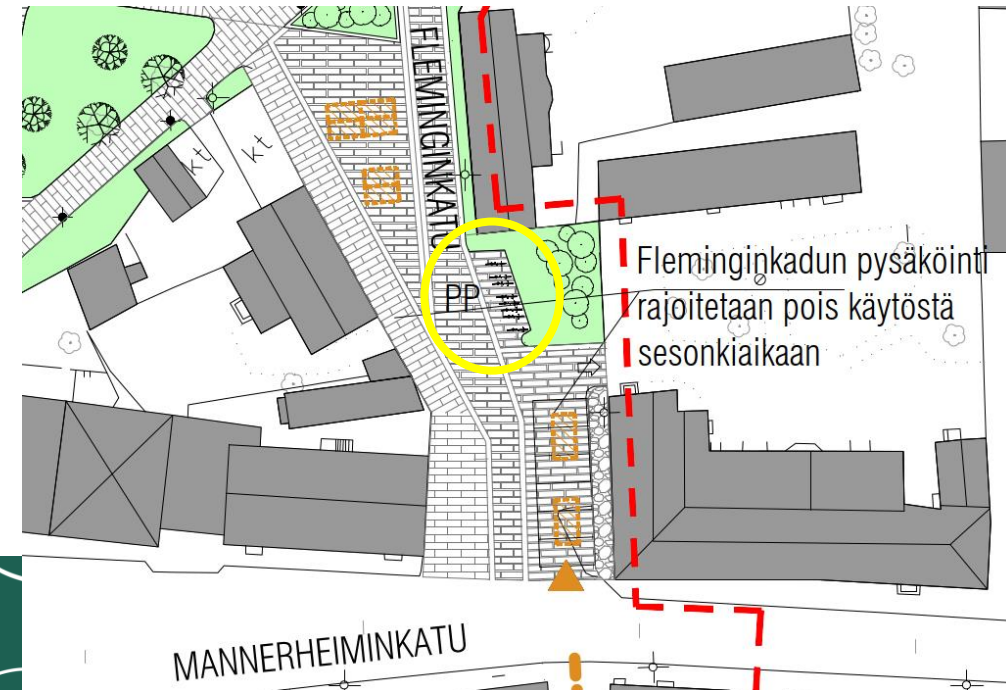 FLEMINGINKATU
kt
kt
PP
Fleminginkadun pysäköinti
rajoitetaan pois käytöstä
sesonkiaikaan
MANNERHEIMINKATU